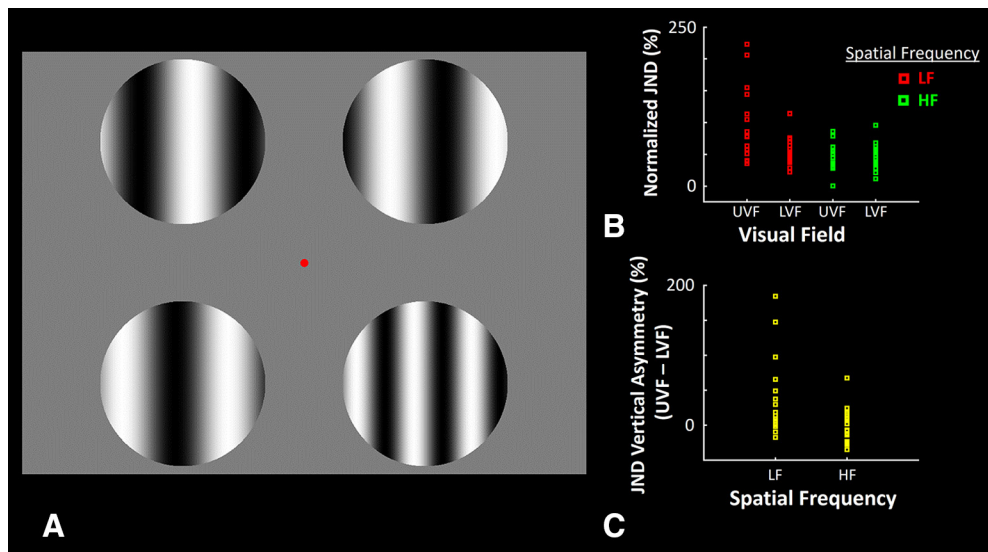 A
B
Normalized JND (%)
250
0
UVF LVF UVF LVF
Visual Field
Spatial Frequency
LF
HF
C
JND Vertical Asymmetry (%)
(UVF – LVF)
200
0
LF HF
Spatial Frequency